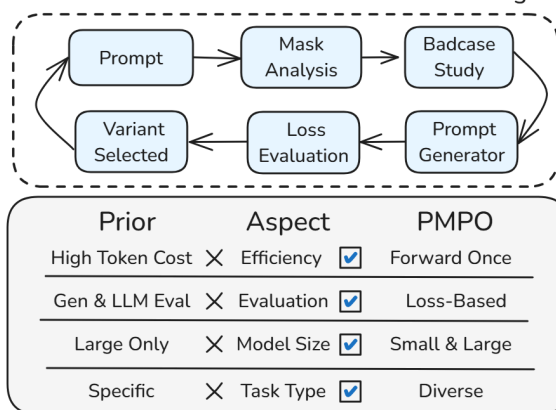 Prompt
Mask
Analysis
Badcase
Study
Variant
Selected
Loss
Evaluation
Prompt
Generator
Prior Aspect PMPO
High Token Cost Efficiency Forward Once
Gen & LLM Eval Evaluation Loss-Based
Large Only Model Size Small & Large
Specific Task Type Diverse